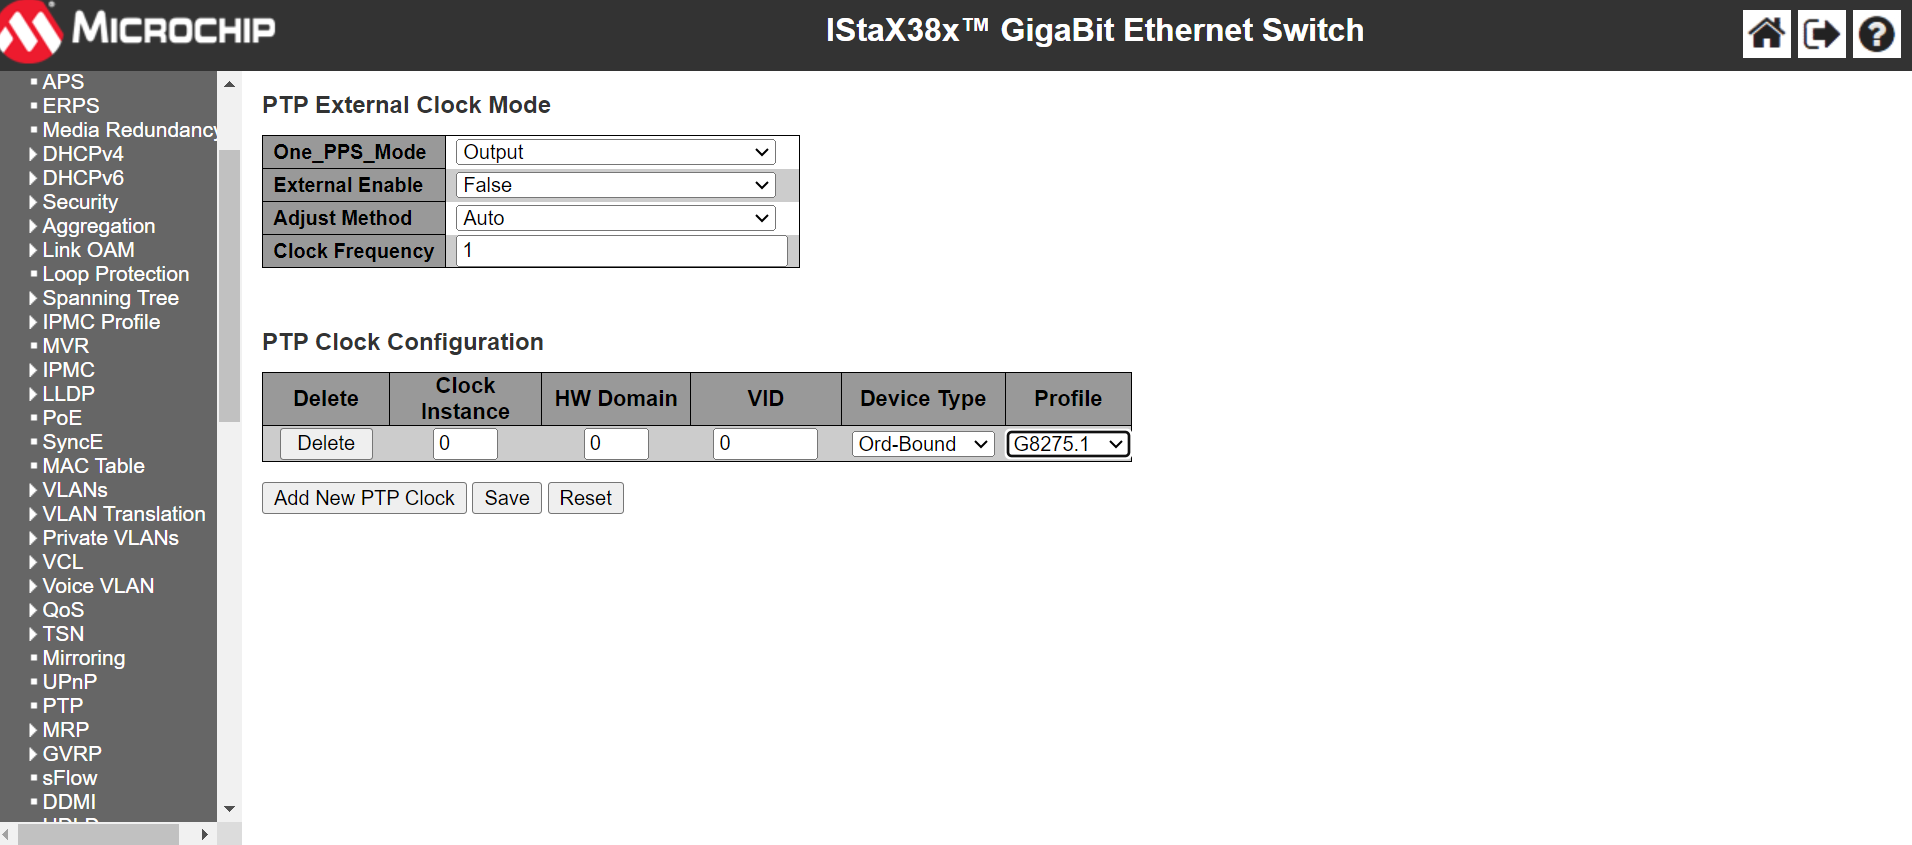 MICROCHIP
IStaX38x™ GigaBit Ethernet Switch
APS
ERPS
Media Redundancy
DHCPv4
DHCPv6
Security
Aggregation
Link OAM
Loop Protection
Spanning Tree
IPMC Profile
MVR
IPMC
LLDP
PoE
SyncE
MAC Table
VLANs
VLAN Translation
Private VLANs
VCL
Voice VLAN
QoS
TSN
Mirroring
UPnP
PTP
MRP
GVRP
sFlow
DDMI
PTP External Clock Mode
One_PPS_Mode Output
External Enable False
Adjust Method Auto
Clock Frequency 1
PTP Clock Configuration
Delete Clock Instance HW Domain VID Device Type Profile
Delete 0 0 0 Ord-Bound G8275.1
Add New PTP Clock Save Reset